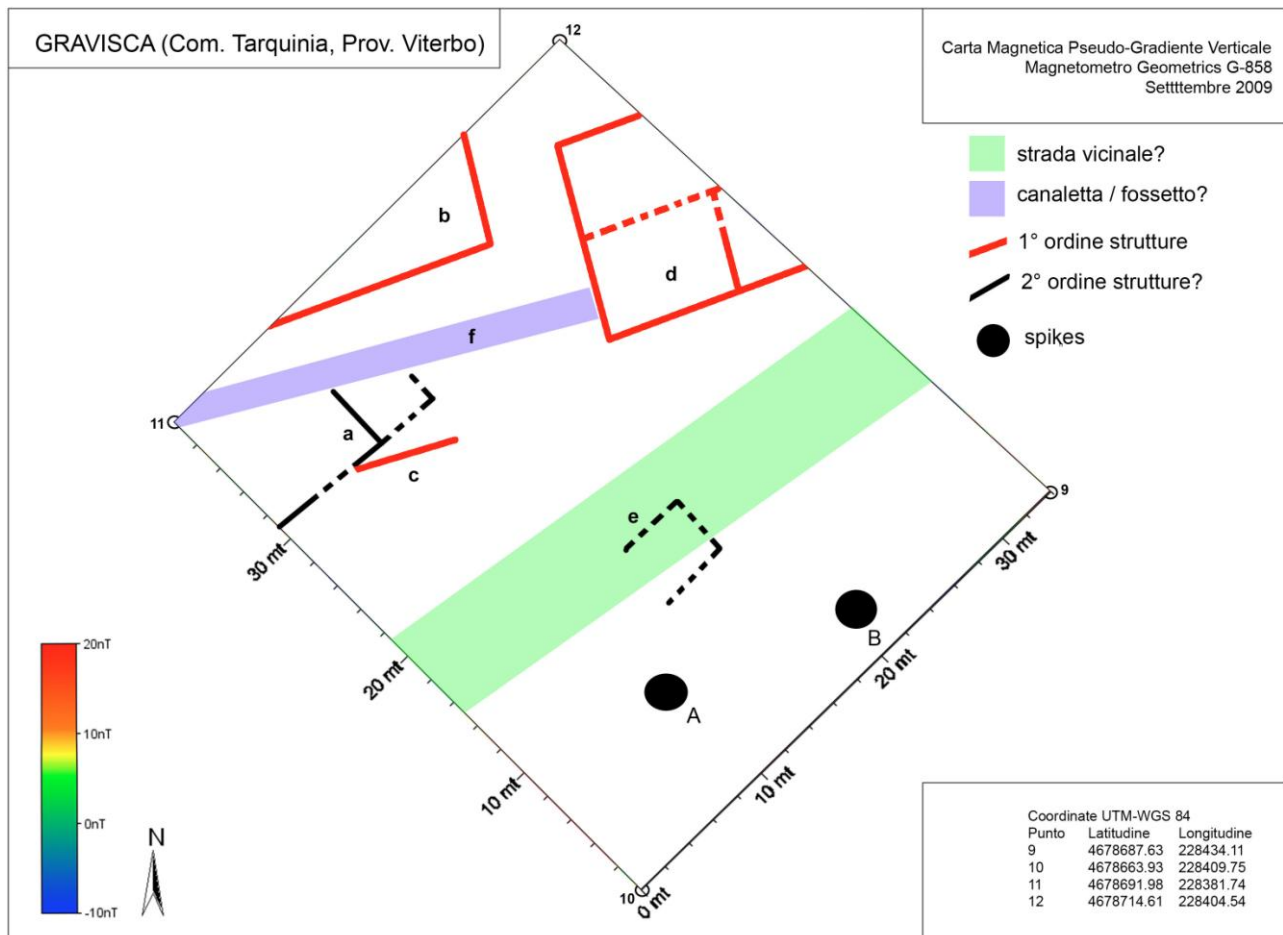 GRAVISCA (Com. Tarquinia, Prov. Viterbo)
12
Carta Magnetica Pseudo-Gradiente Verticale
Magnetometro Geometrics G-858
Setttembre 2009
strada vicinale?
canaletta / fossetto?
1° ordine strutture
2° ordine strutture?
spikes
b
d
f
11
a
c
9
e
30 mt
30 mt
B
20 mt
20 mt
A
10 mt
10 mt
10
0 mt
20nT
10nT
0nT
-10nT
N
Coordinate UTM-WGS 84
Punto Latitudine Longitudine
9 4678687.63 228434.11
10 4678663.93 228409.75
11 4678691.98 228381.74
12 4678714.61 228404.54